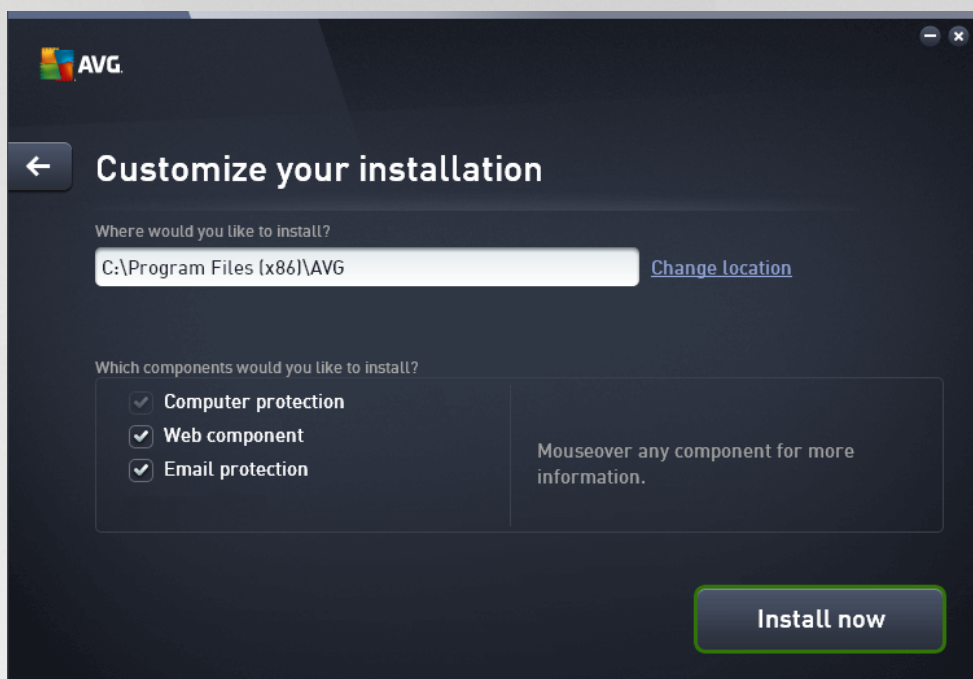 AVG.
Customize your installation
Where would you like to install?
C:\Program Files (x86)\AVG
Change location
Which components would you like to install?
Computer protection
Web component
Email protection
Mouseover any component for more
information.
Install now